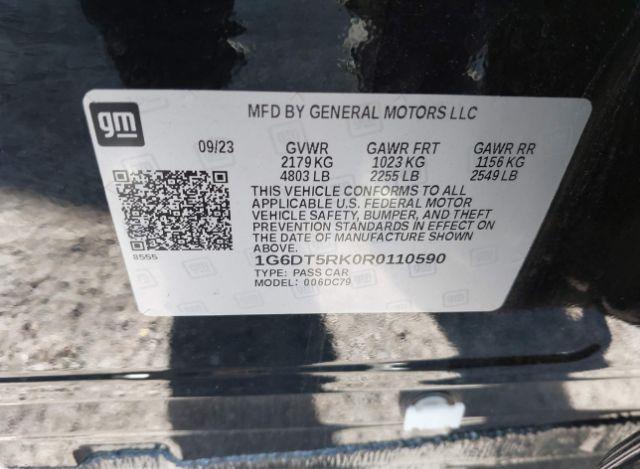 gm
MFD BY GENERAL MOTORS LLC
09/23 GVWR GAWR FRT GAWR RR
2179 KG 1023 KG 1156 KG
4803 LB 2255 LB 2549 LB
THIS VEHICLE CONFORMS TO ALL
APPLICABLE U.S. FEDERAL MOTOR
VEHICLE SAFETY, BUMPER, AND THEFT
PREVENTION STANDARDS IN EFFECT ON
THE DATE OF MANUFACTURE SHOWN
ABOVE.
8555
1G6DT5RK0R0110590
TYPE: PASS CAR
MODEL: 006DC79